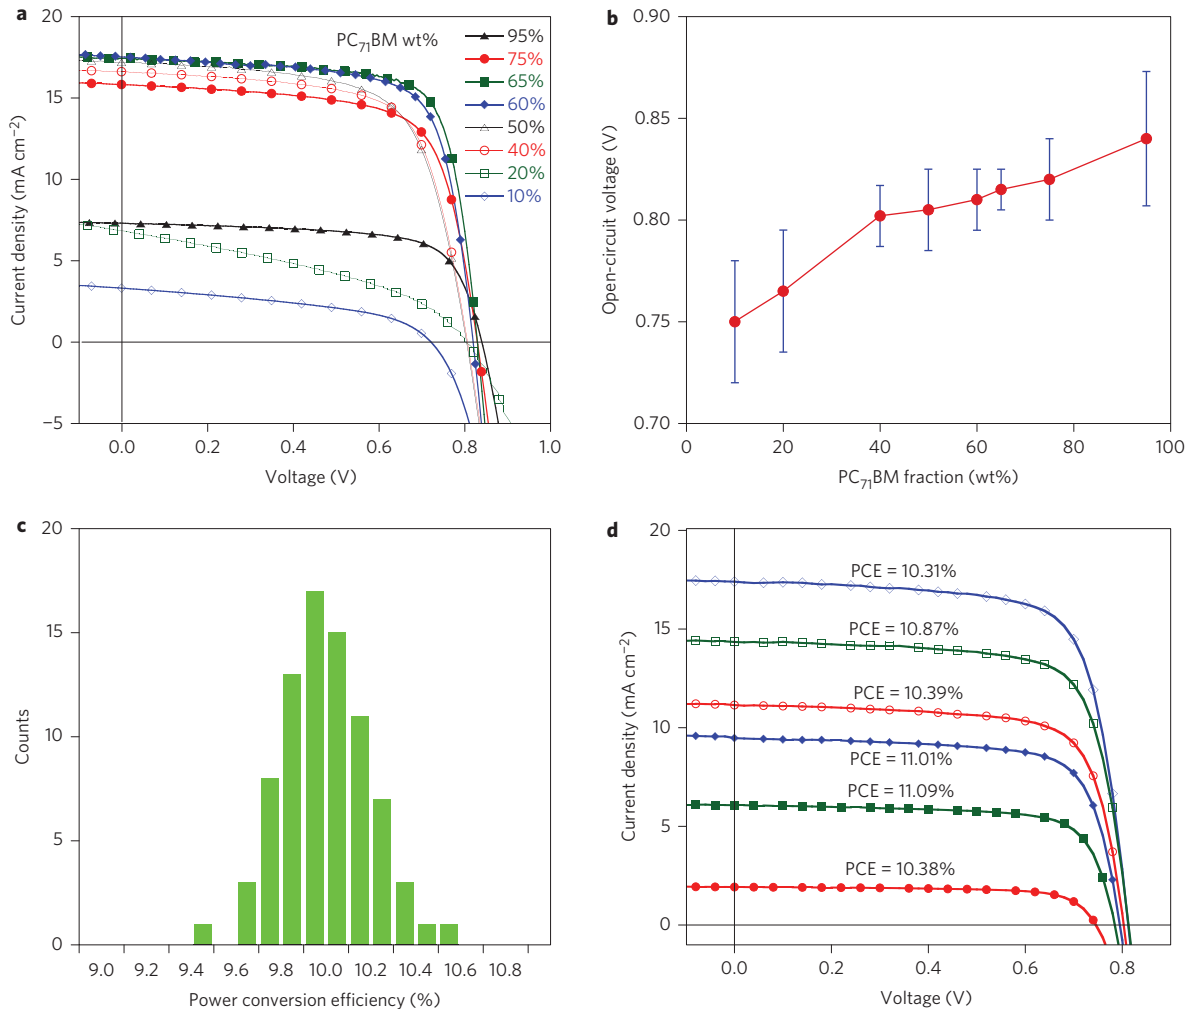 a
20
15
10
5
0
−5
Current density (mA cm−2)
0.0
0.2
0.4
0.6
0.8
1.0
Voltage (V)
PC71BM wt%
95%
75%
65%
60%
50%
40%
20%
10%
b
0.90
0.85
0.80
0.75
0.70
Open-circuit voltage (V)
0
20
40
60
80
100
PC71BM fraction (wt%)
c
20
15
10
5
0
Counts
9.0
9.2
9.4
9.6
9.8
10.0
10.2
10.4
10.6
10.8
Power conversion efficiency (%)
d
20
15
10
5
0
Current density (mA cm−2)
PCE = 10.31%
PCE = 10.87%
PCE = 10.39%
PCE = 11.01%
PCE = 11.09%
PCE = 10.38%
0.0
0.2
0.4
0.6
0.8
Voltage (V)